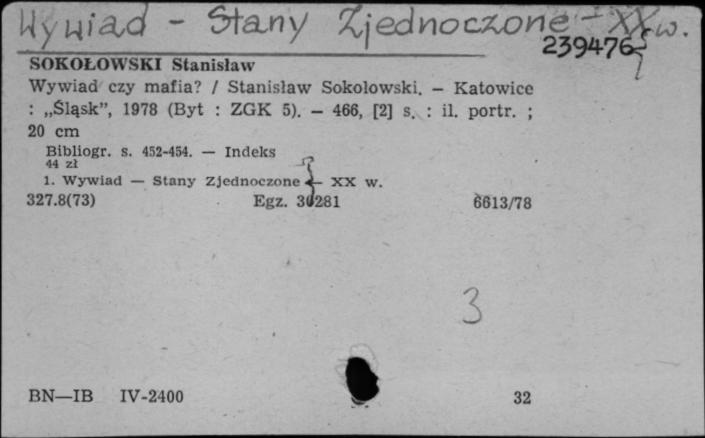 Wywiad - Stany Zjednoczone - XX w.
239476
SOKOŁOWSKI Stanisław
Wywiad czy mafia? / Stanisław Sokołowski. — Katowice
: „Śląsk”, 1978 (Byt : ZGK 5). — 466, [2] s. : il. portr. ;
20 cm
Bibliogr. s. 452-454. — Indeks
44 zł
1. Wywiad — Stany Zjednoczone — XX w.
327.8(73) Egz. 30281 6613/78
3
BN—IB IV-2400 32